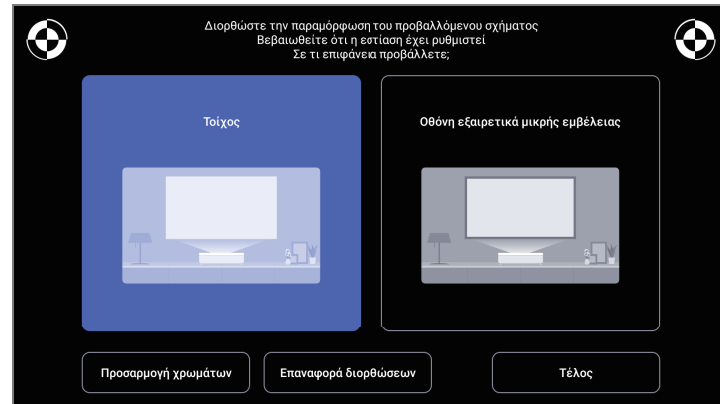 Διορθώστε την παραμόρφωση του προβαλλόμενου σχήματος
Βεβαιωθείτε ότι η εστίαση έχει ρυθμιστεί
Σε τι επιφάνεια προβάλλετε;
Τοίχος
Οθόνη εξαιρετικά μικρής εμβέλειας
Προσαρμογή χρωμάτων
Επαναφορά διορθώσεων
Τέλος